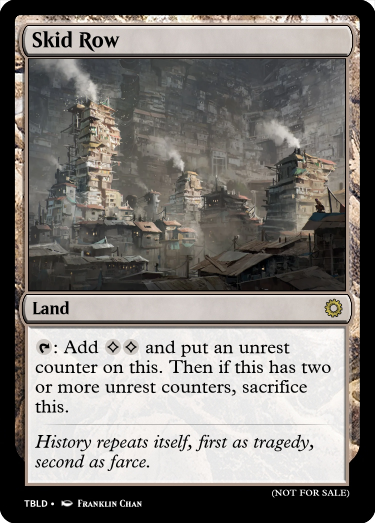 Skid Row
Land
: Add and put an unrest
counter on this. Then if this has two
or more unrest counters, sacrifice
this.
History repeats itself, first as tragedy,
second as farce.
(NOT FOR SALE)
TBLD • Franklin Chan